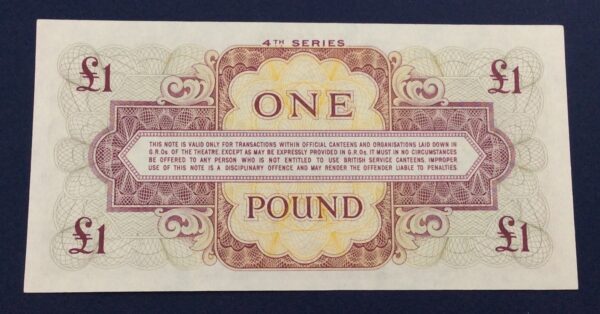 4TH SERIES
£1 £1
ONE
THIS NOTE IS VALID ONLY FOR TRANSACTIONS WITHIN OFFICIAL CANTEENS AND ORGANISATIONS LAID DOWN IN
G.R.Os. OF THE THEATRE. EXCEPT AS MAY BE EXPRESSLY PROVIDED IN G.R.Os. IT MUST IN NO CIRCUMSTANCES
BE OFFERED TO ANY PERSON WHO IS NOT ENTITLED TO USE BRITISH SERVICE CANTEENS. IMPROPER
USE OF THIS NOTE IS A DISCIPLINARY OFFENCE AND MAY RENDER THE OFFENDER LIABLE TO PENALTIES
POUND
£1 £1